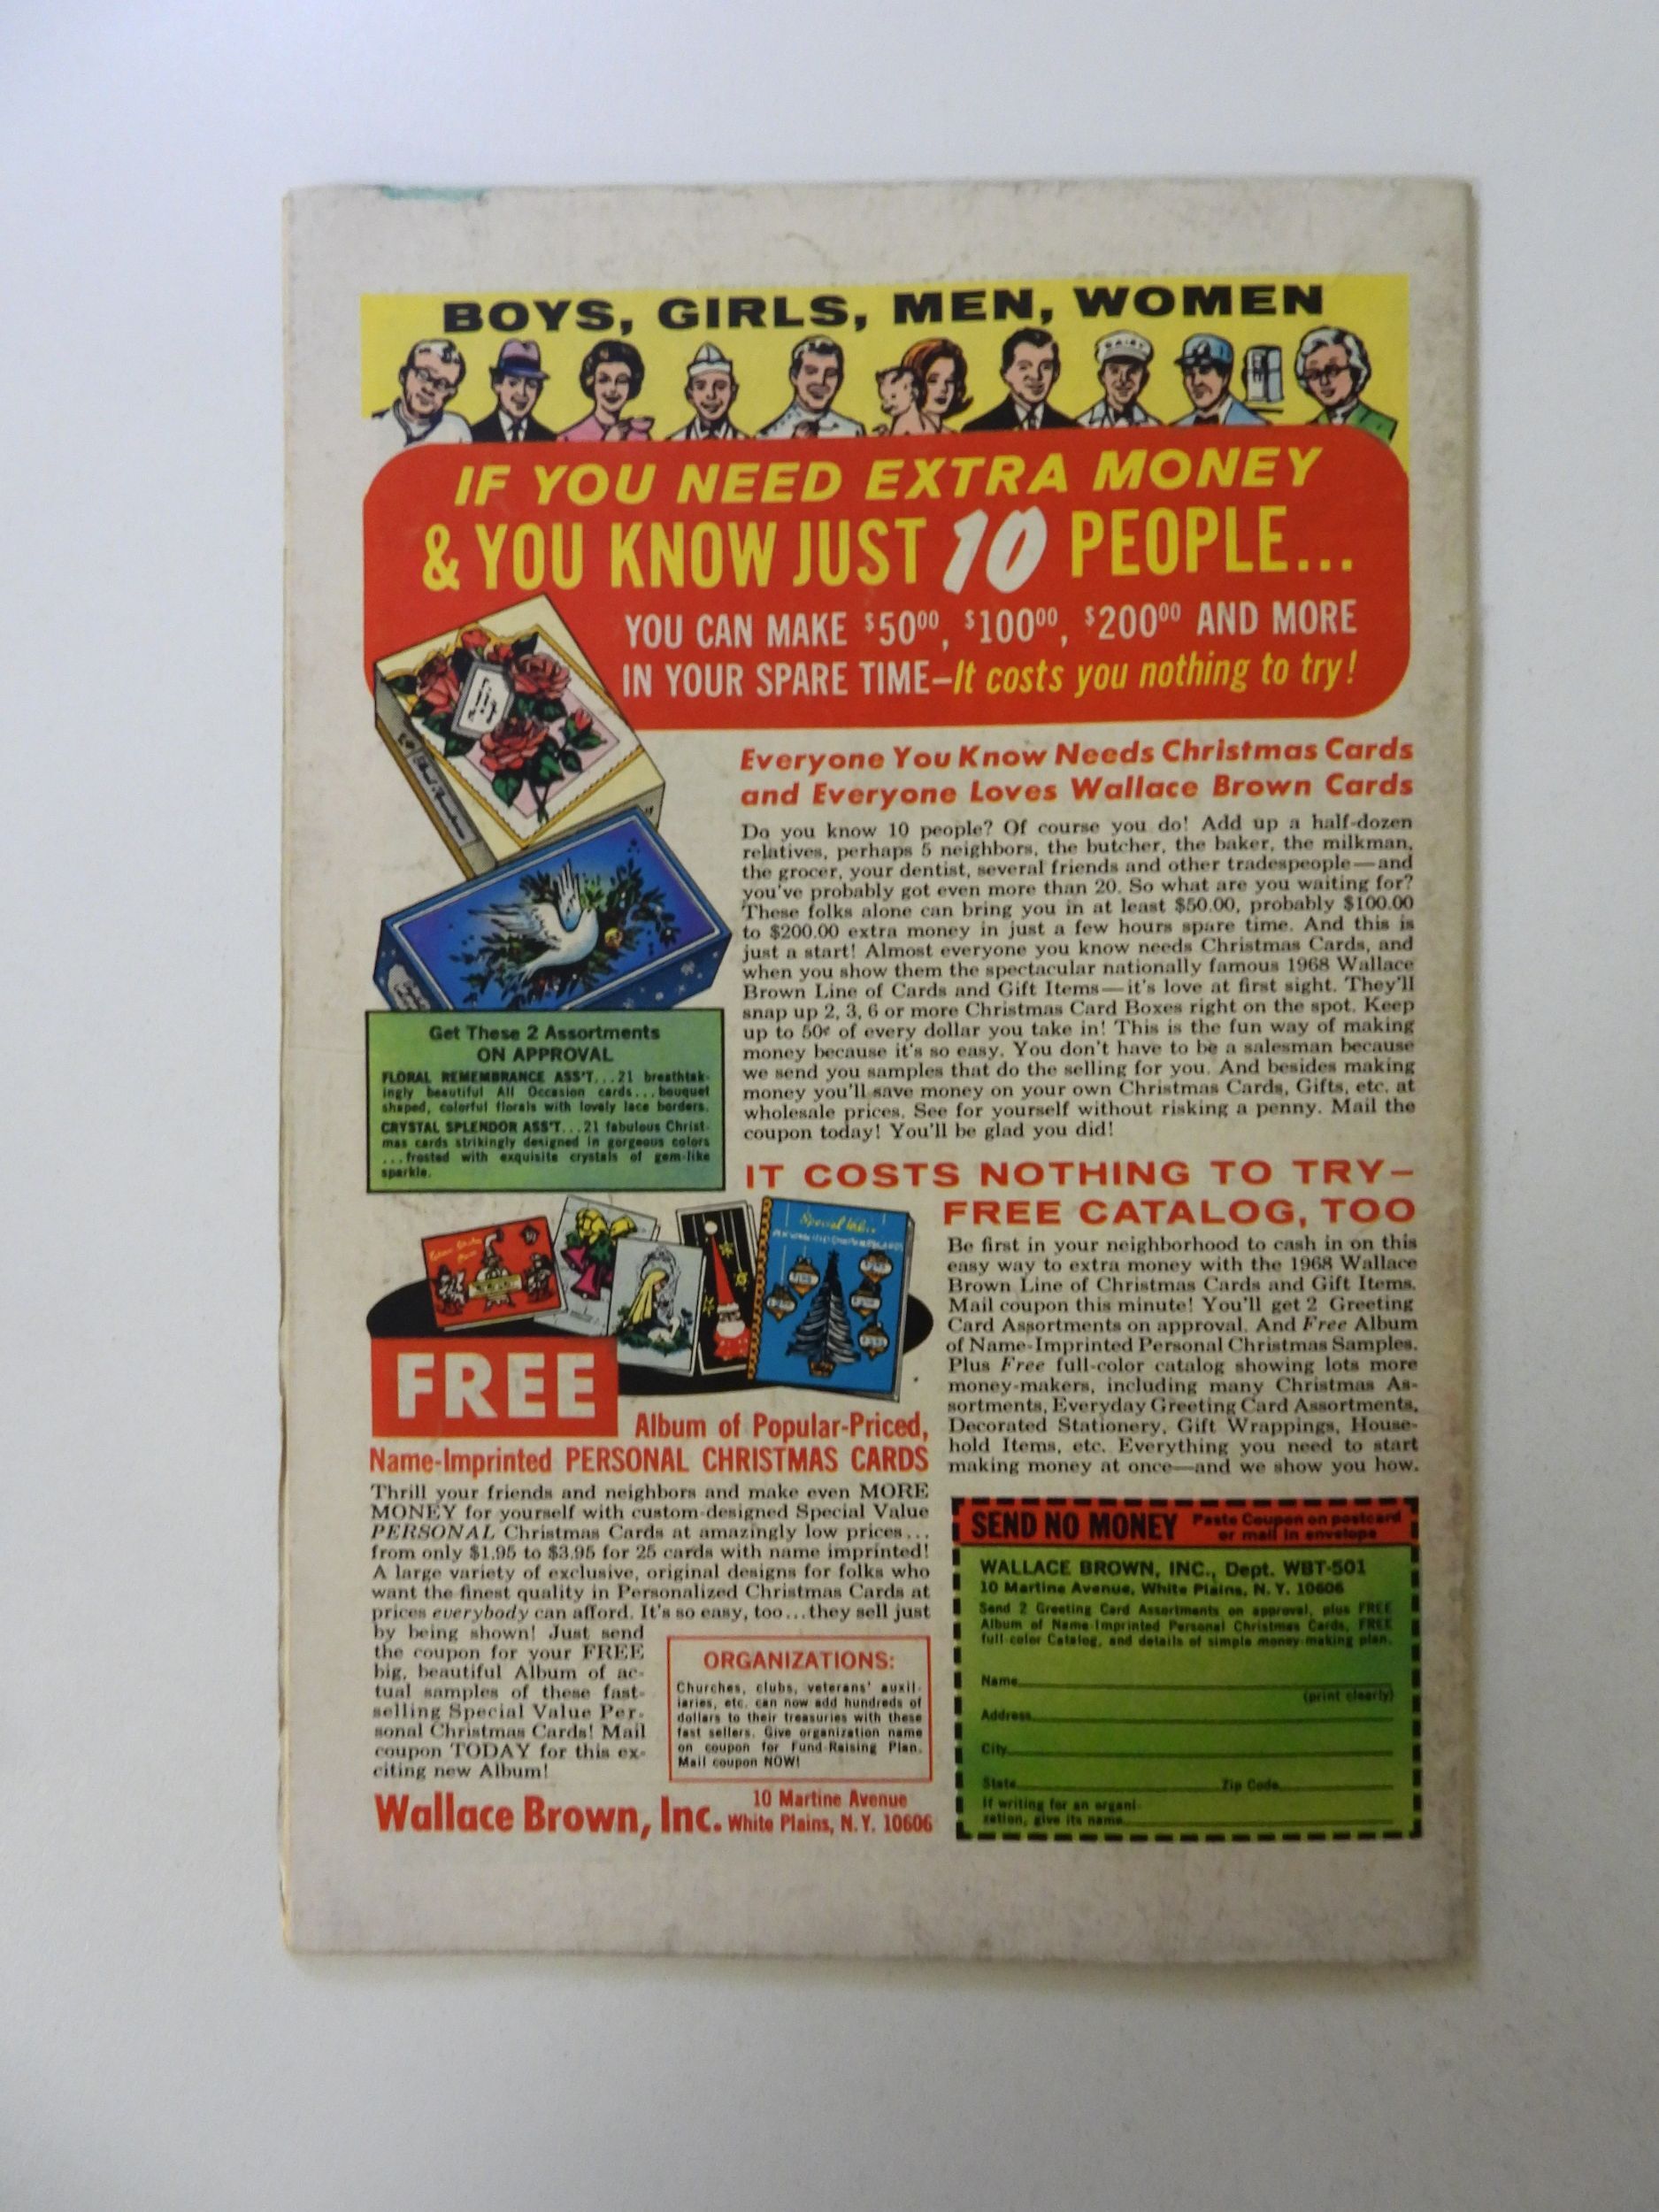 BOYS, GIRLS, MEN, WOMEN
DAIRY
IF YOU NEED EXTRA MONEY
& YOU KNOW JUST 10 PEOPLE...
YOU CAN MAKE $50⁰⁰, $100⁰⁰, $200⁰⁰ AND MORE
IN YOUR SPARE TIME—It costs you nothing to try!
Everyone You Know Needs Christmas Cards
and Everyone Loves Wallace Brown Cards
Do you know 10 people? Of course you do! Add up a half-dozen
relatives, perhaps 5 neighbors, the butcher, the baker, the milkman,
the grocer, your dentist, several friends and other tradespeople—and
you've probably got even more than 20. So what are you waiting for?
These folks alone can bring you in at least $50.00, probably $100.00
to $200.00 extra money in just a few hours spare time. And this is
just a start! Almost everyone you know needs Christmas Cards, and
when you show them the spectacular nationally famous 1968 Wallace
Brown Line of Cards and Gift Items—it's love at first sight. They'll
snap up 2, 3, 6 or more Christmas Card Boxes right on the spot. Keep
up to 50¢ of every dollar you take in! This is the fun way of making
money because it's so easy. You don't have to be a salesman because
we send you samples that do the selling for you. And besides making
money you'll save money on your own Christmas Cards, Gifts, etc. at
wholesale prices. See for yourself without risking a penny. Mail the
coupon today! You'll be glad you did!
Get These 2 Assortments
ON APPROVAL
FLORAL REMEMBRANCE ASS'T...21 breathtak-
ingly beautiful All Occasion cards...bouquet
shaped, colorful florals with lovely lace borders.
CRYSTAL SPLENDOR ASS'T...21 fabulous Christ-
mas cards strikingly designed in gorgeous colors
...frosted with exquisite crystals of gem-like
sparkle.
IT COSTS NOTHING TO TRY—
FREE CATALOG, TOO
Be first in your neighborhood to cash in on this
easy way to extra money with the 1968 Wallace
Brown Line of Christmas Cards and Gift Items.
Mail coupon this minute! You'll get 2 Greeting
Card Assortments on approval. And Free Album
of Name-Imprinted Personal Christmas Samples.
Plus Free full-color catalog showing lots more
money-makers, including many Christmas As-
sortments, Everyday Greeting Card Assortments,
Decorated Stationery, Gift Wrappings, House-
hold Items, etc. Everything you need to start
making money at once—and we show you how.
Special
FREE
Album of Popular-Priced,
Name-Imprinted PERSONAL CHRISTMAS CARDS
Thrill your friends and neighbors and make even MORE
MONEY for yourself with custom-designed Special Value
PERSONAL Christmas Cards at amazingly low prices...
from only $1.95 to $3.95 for 25 cards with name imprinted!
A large variety of exclusive, original designs for folks who
want the finest quality in Personalized Christmas Cards at
prices everybody can afford. It's so easy, too...they sell just
by being shown! Just send
the coupon for your FREE
big, beautiful Album of ac-
tual samples of these fast-
selling Special Value Per-
sonal Christmas Cards! Mail
coupon TODAY for this ex-
citing new Album!
ORGANIZATIONS:
Churches, clubs, veterans' auxil-
iaries, etc. can now add hundreds of
dollars to their treasuries with these
fast sellers. Give organization name
on coupon for Fund-Raising Plan.
Mail coupon NOW!
Wallace Brown, Inc. 10 Martine Avenue
White Plains, N.Y. 10606
SEND NO MONEY Paste Coupon on postcard
or mail in envelope
WALLACE BROWN, INC., Dept. WBT-501
10 Martine Avenue, White Plains, N. Y. 10606
Send 2 Greeting Card Assortments on approval, plus FREE
Album of Name-Imprinted Personal Christmas Cards, FREE
full-color Catalog, and details of simple money-making plan.
Name
(print clearly)
Address
City
State Zip Code
If writing for an organi-
zation, give its name